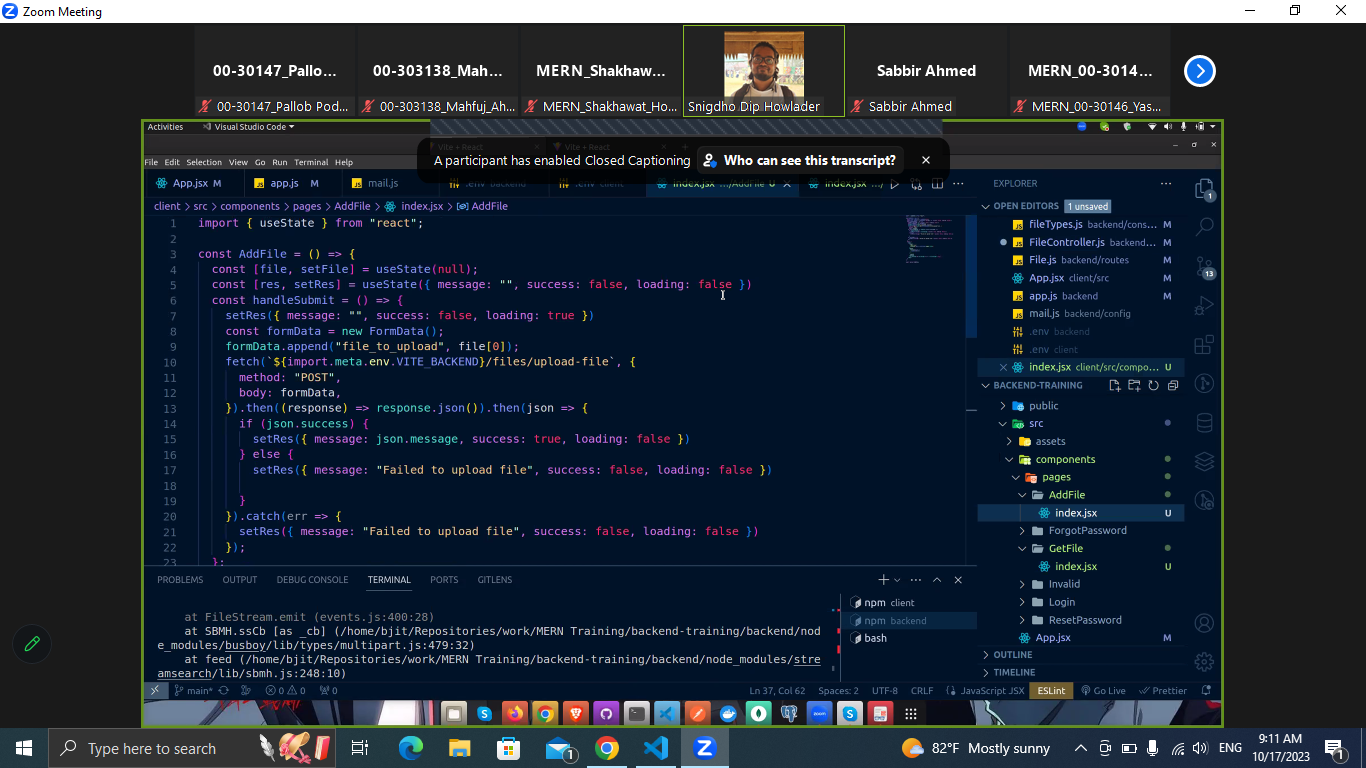 Zoom Meeting
00-30147_Pallo... 00-303138_Mah... MERN_Shakhaw... Sabbir Ahmed MERN_00-3014...
00-30147_Pallob Pod... 00-303138_Mahfuj_Ah... MERN_Shakhawat_Ho... Snigdho Dip Howlader Sabbir Ahmed MERN_00-30146_Yas...
Activities Visual Studio Code
Vite + React Vite + React
File Edit Selection View Go Run Terminal Help
A participant has enabled Closed Captioning Who can see this transcript?
App.jsx M app.js M mail.js .env backend .env client index.jsx .../AddFile U index.jsx .../
client > src > components > pages > AddFile > index.jsx > AddFile
1 import { useState } from "react";
2
3 const AddFile = () => {
4 const [file, setFile] = useState(null);
5 const [res, setRes] = useState({ message: "", success: false, loading: false })
6 const handleSubmit = () => {
7 setRes({ message: "", success: false, loading: true })
8 const formData = new FormData();
9 formData.append("file_to_upload", file[0]);
10 fetch(`${import.meta.env.VITE_BACKEND}/files/upload-file`, {
11 method: "POST",
12 body: formData,
13 }).then((response) => response.json()).then(json => {
14 if (json.success) {
15 setRes({ message: json.message, success: true, loading: false })
16 } else {
17 setRes({ message: "Failed to upload file", success: false, loading: false })
18
19 }
20 }).catch(err => {
21 setRes({ message: "Failed to upload file", success: false, loading: false })
22 });
23 };
EXPLORER
OPEN EDITORS 1 unsaved
fileTypes.js backend/cons... M
FileController.js backend... M
File.js backend/routes M
App.jsx client/src M
app.js backend M
mail.js backend/config
.env backend
.env client
index.jsx client/src/compo... U
BACKEND-TRAINING
public
src
assets
components
pages
AddFile
index.jsx U
ForgotPassword
GetFile
index.jsx U
Invalid
Login
ResetPassword
App.jsx M
OUTLINE
TIMELINE
1
13
PROBLEMS OUTPUT DEBUG CONSOLE TERMINAL PORTS GITLENS
at FileStream.emit (events.js:400:28)
at SBMH.ssCb [as _cb] (/home/bjit/Repositories/work/MERN Training/backend-training/backend/nod
e_modules/busboy/lib/types/multipart.js:479:32)
at feed (/home/bjit/Repositories/work/MERN Training/backend-training/backend/node_modules/stre
amsearch/lib/sbmh.js:248:10)
npm client
npm backend
bash
main* 0 0 0 Ln 37, Col 62 Spaces: 2 UTF-8 CRLF JavaScript JSX ESLint Go Live Prettier
zoom
Type here to search 1 82°F Mostly sunny ENG 9:11 AM
10/17/2023 1